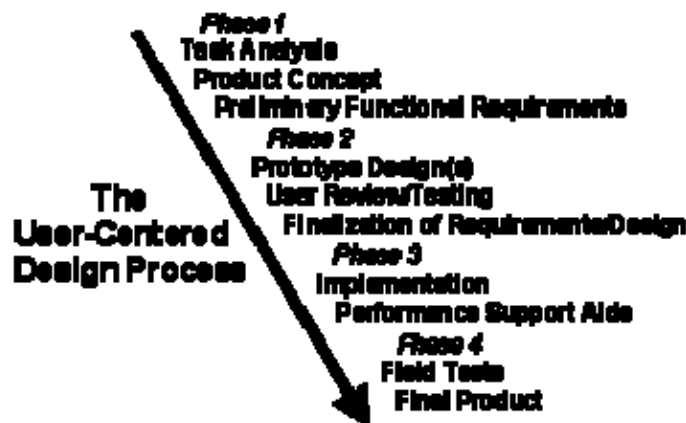 Phase 1
Task Analysis
Product Concept
Preliminary Functional Requirements
Phase 2
Prototype Design(s)
User Review/Testing
Finalization of Requirements/Design
Phase 3
Implementation
Performance Support Aids
Phase 4
Field Tests
Final Product
The
User-Centered
Design Process